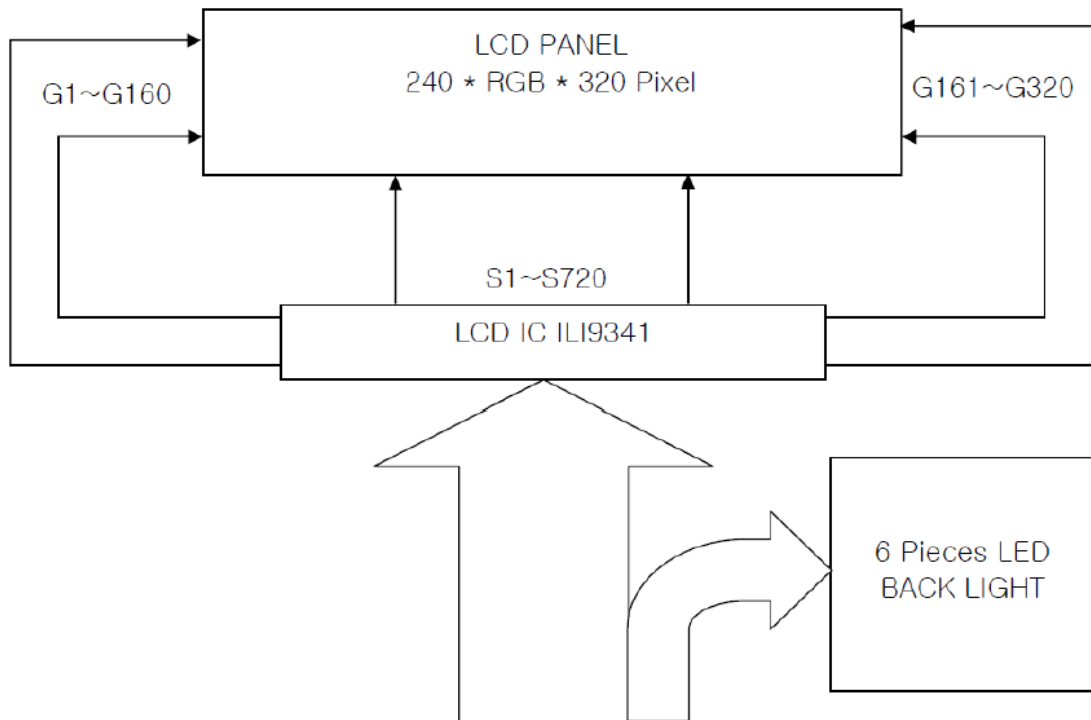 LCD PANEL
240 * RGB * 320 Pixel
G1~G160
G161~G320
S1~S720
LCD IC ILI9341
6 Pieces LED
BACK LIGHT